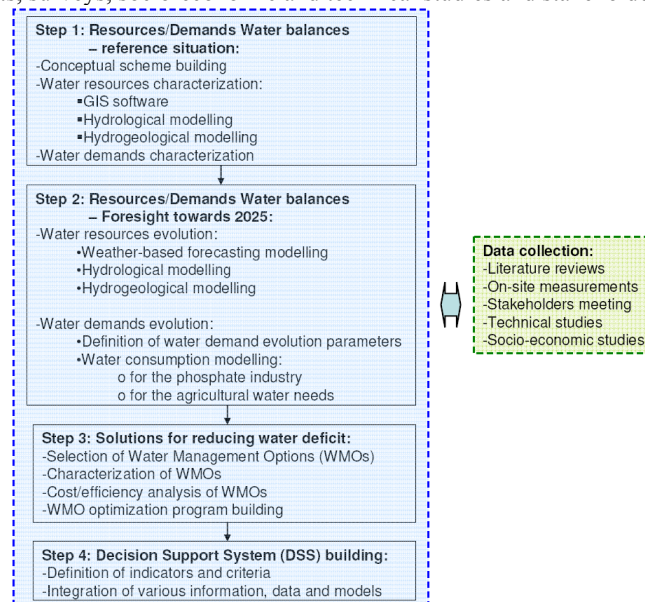 Step 1: Resources/Demands Water balances
– reference situation:
-Conceptual scheme building
-Water resources characterization:
▪GIS software
▪Hydrological modelling
▪Hydrogeological modelling
-Water demands characterization
Step 2: Resources/Demands Water balances
– Foresight towards 2025:
-Water resources evolution:
•Weather-based forecasting modelling
•Hydrological modelling
•Hydrogeological modelling
-Water demands evolution:
•Definition of water demand evolution parameters
•Water consumption modelling:
o for the phosphate industry
o for the agricultural water needs
Data collection:
-Literature reviews
-On-site measurements
-Stakeholders meeting
-Technical studies
-Socio-economic studies
Step 3: Solutions for reducing water deficit:
-Selection of Water Management Options (WMOs)
-Characterization of WMOs
-Cost/efficiency analysis of WMOs
-WMO optimization program building
Step 4: Decision Support System (DSS) building:
-Definition of indicators and criteria
-Integration of various information, data and models